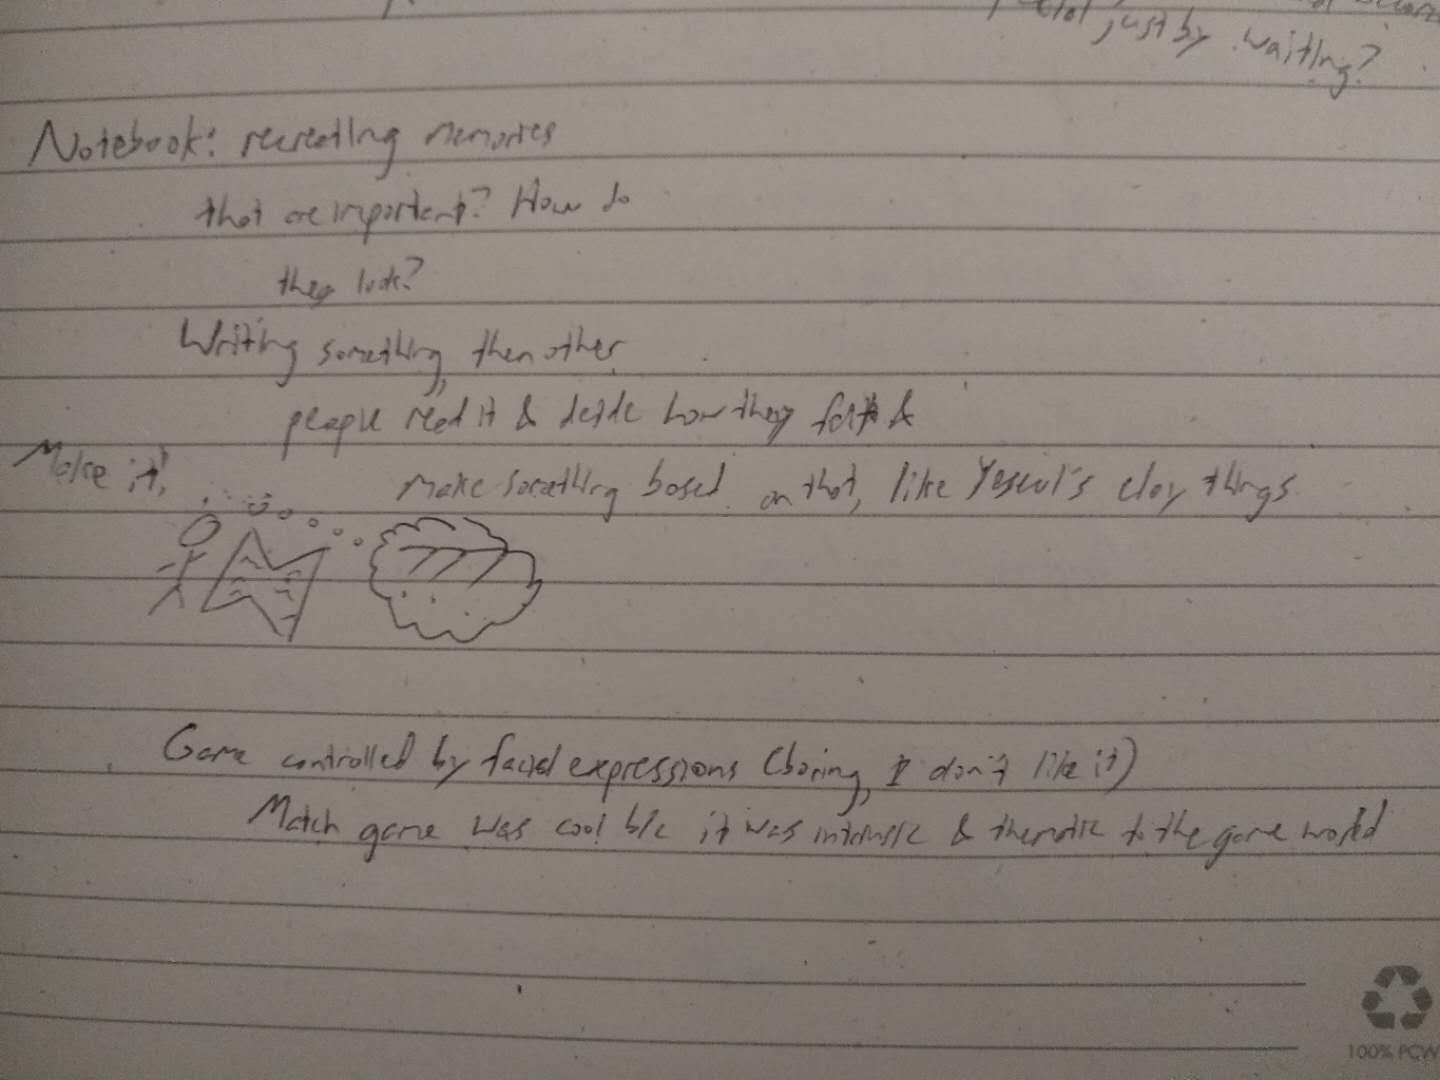 just by waiting?
Notebook: recreating memories
that are important? How do
they look?
Writing something, then other
people read it & decide how they felt &
Make it!
make something based on that, like Yeseul's clay things
Game controlled by facial expressions (boring, I don't like it)
Match game was cool b/c it was intrinsic & thematic to the game world
100% PCW